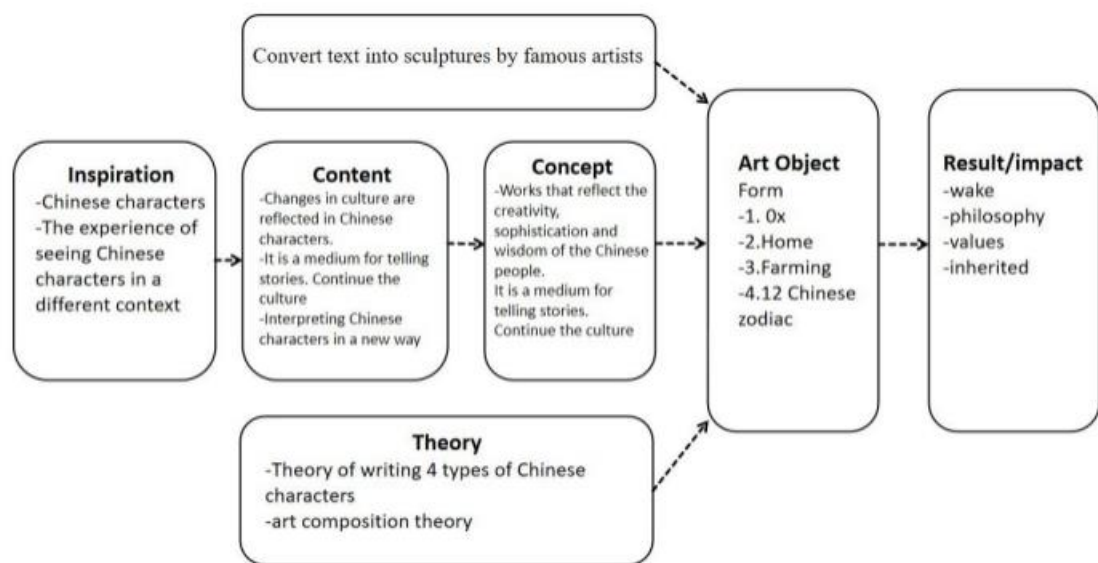 Convert text into sculptures by famous artists
Inspiration
-Chinese characters
-The experience of
seeing Chinese
characters in a
different context
Content
-Changes in culture are
reflected in Chinese
characters.
-It is a medium for telling
stories. Continue the
culture
-Interpreting Chinese
characters in a new way
Concept
-Works that reflect the
creativity,
sophistication and
wisdom of the Chinese
people.
It is a medium for
telling stories.
Continue the culture
Theory
-Theory of writing 4 types of Chinese
characters
-art composition theory
Art Object
Form
-1. 0x
-2.Home
-3.Farming
-4.12 Chinese
zodiac
Result/impact
-wake
-philosophy
-values
-inherited